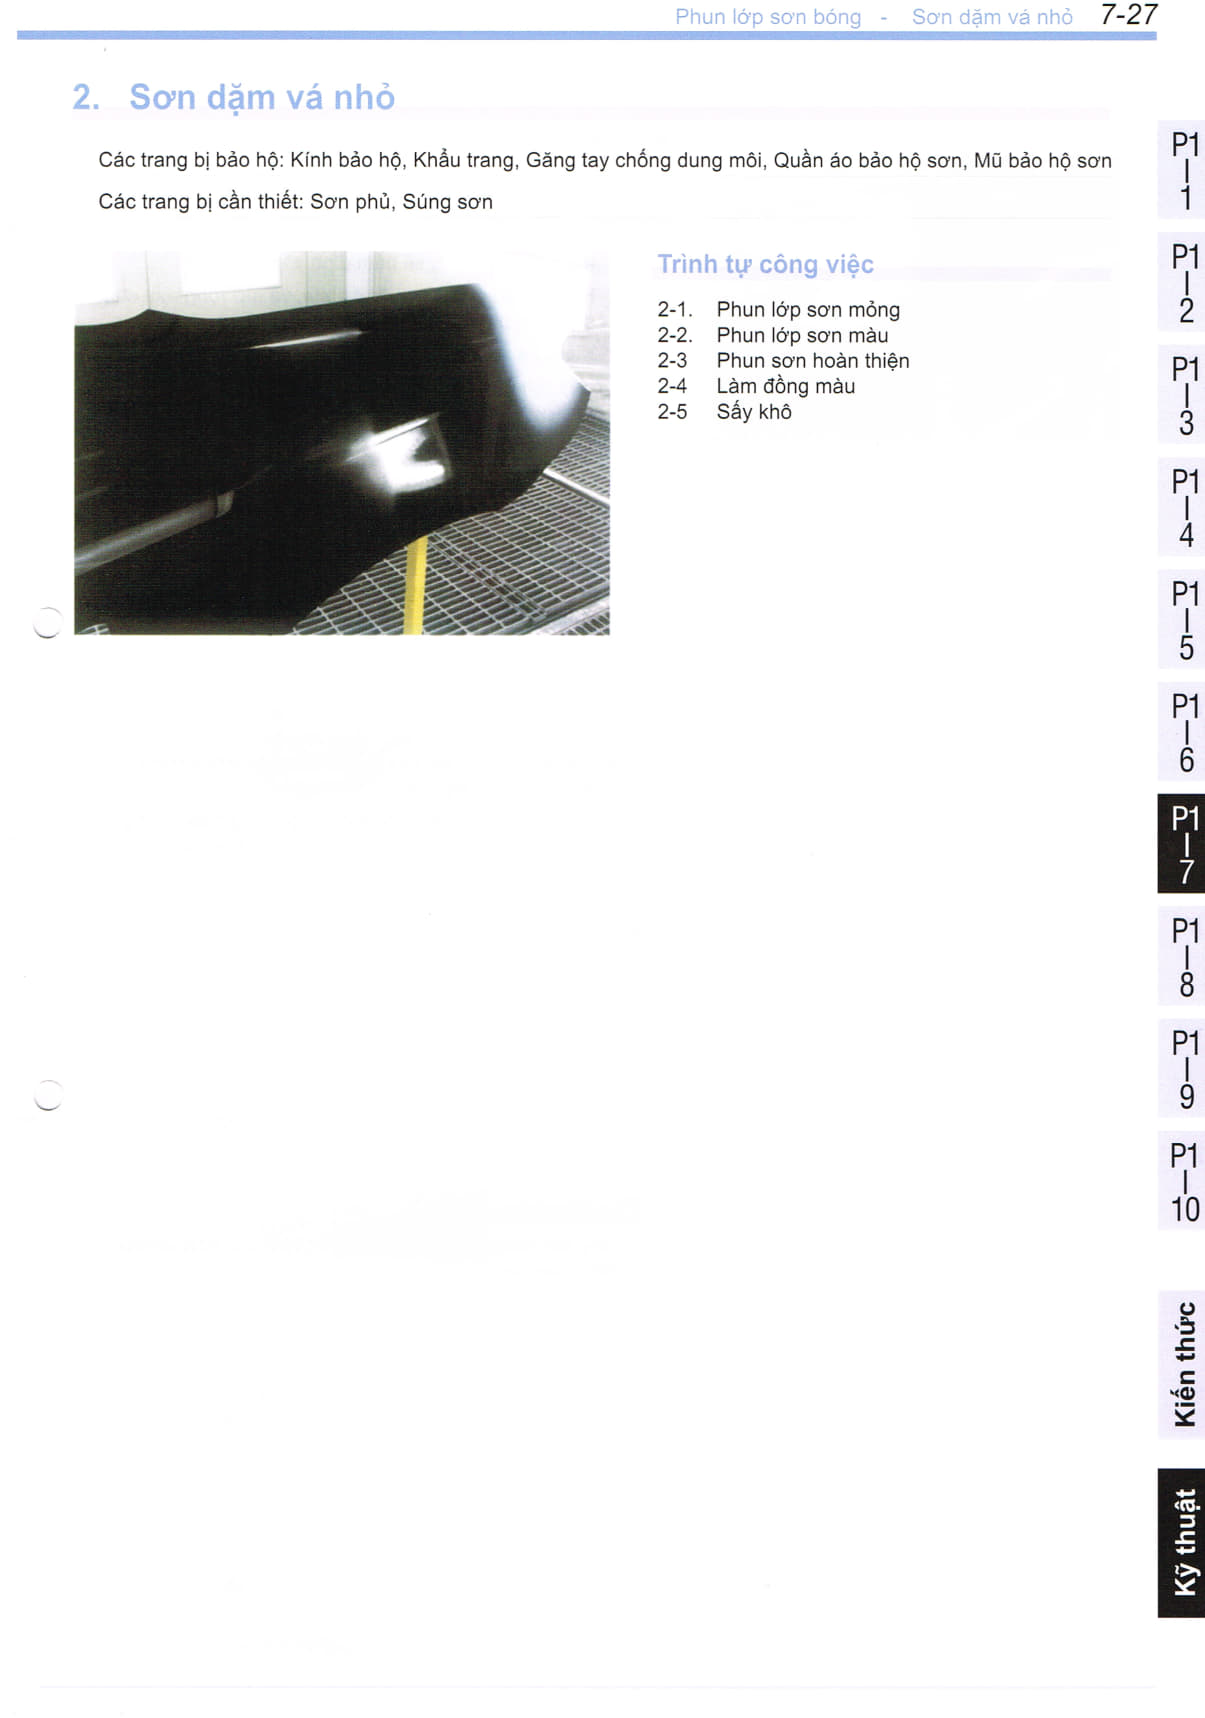 Phun lớp sơn bóng - Sơn dặm vá nhỏ 7-27
2. Sơn dặm vá nhỏ
Các trang bị bảo hộ: Kính bảo hộ, Khẩu trang, Găng tay chống dung môi, Quần áo bảo hộ sơn, Mũ bảo hộ sơn
Các trang bị cần thiết: Sơn phủ, Súng sơn
Trình tự công việc
2-1. Phun lớp sơn mỏng
2-2. Phun lớp sơn màu
2-3 Phun sơn hoàn thiện
2-4 Làm đồng màu
2-5 Sấy khô
P1
1
P1
2
P1
3
P1
4
P1
5
P1
6
P1
7
P1
8
P1
9
P1
10
Kiến thức
Kỹ thuật